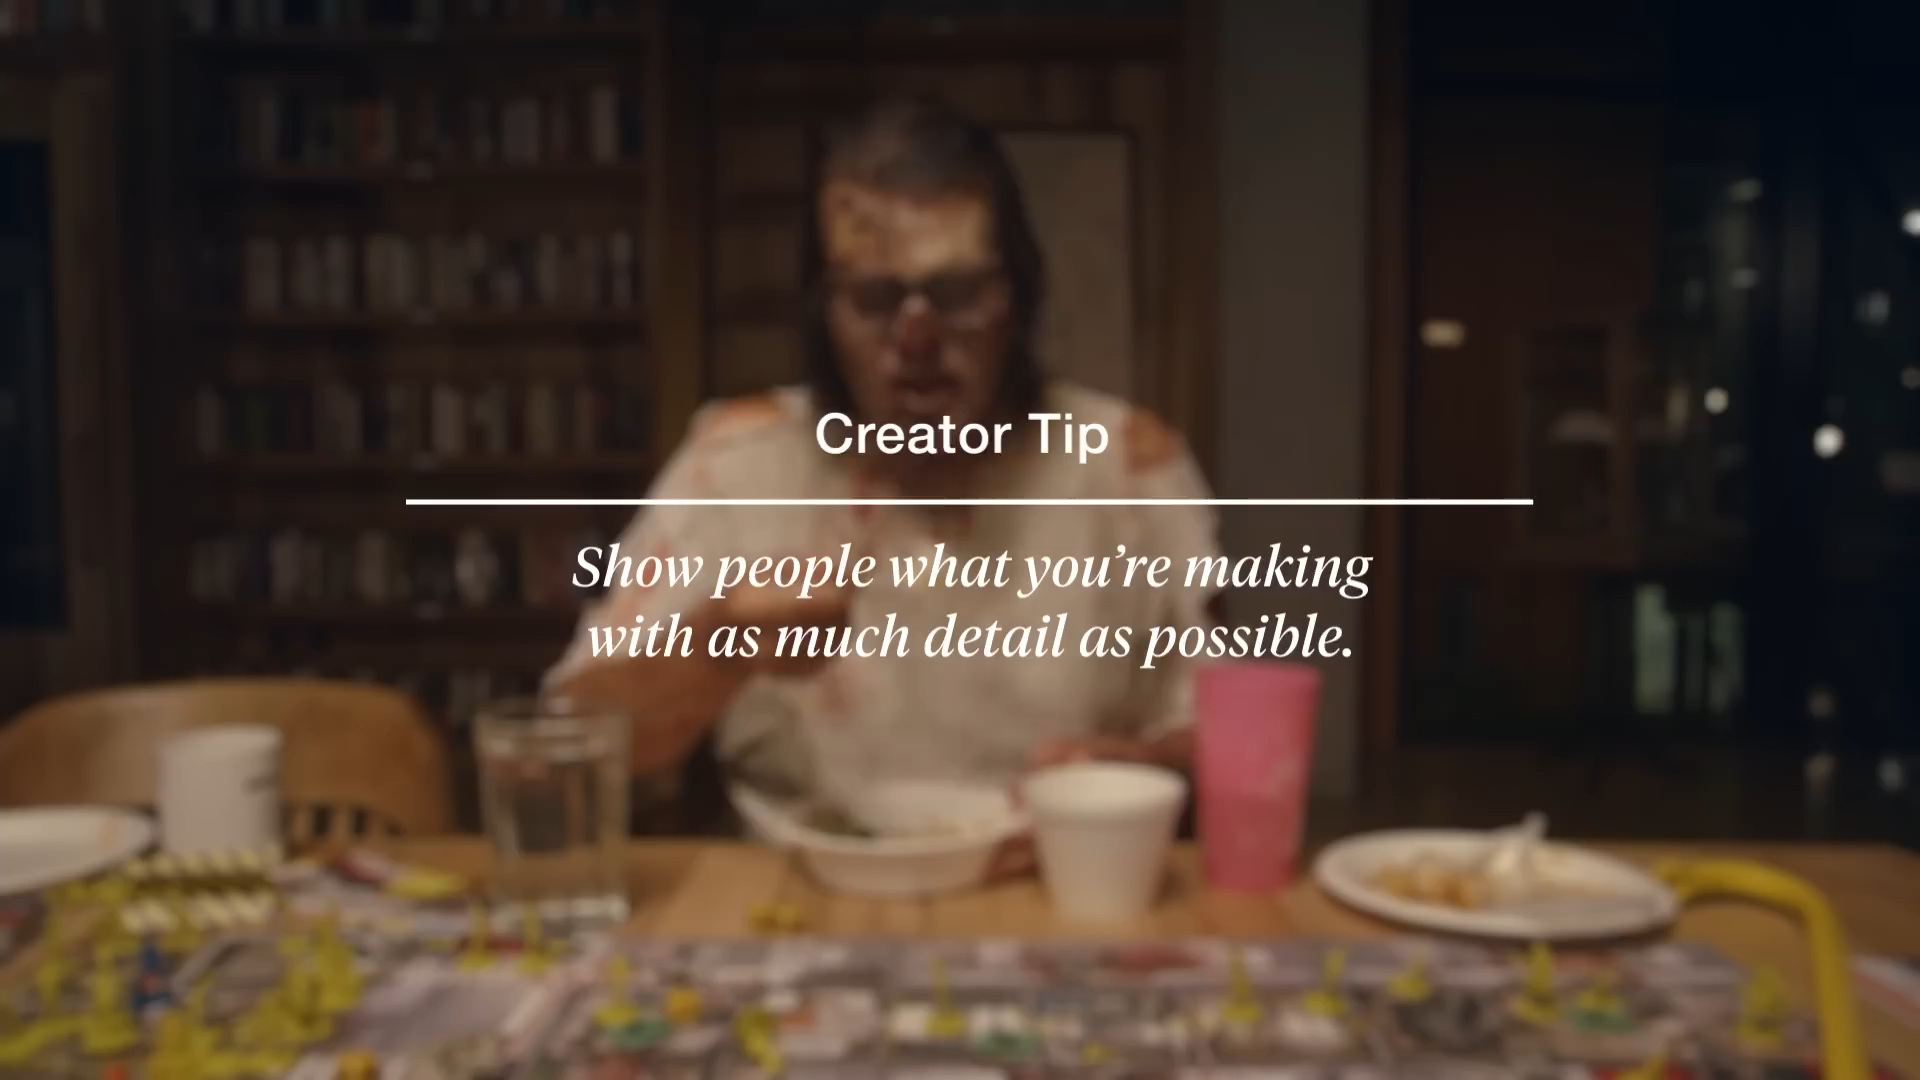 Creator Tip
Show people what you’re making
with as much detail as possible.